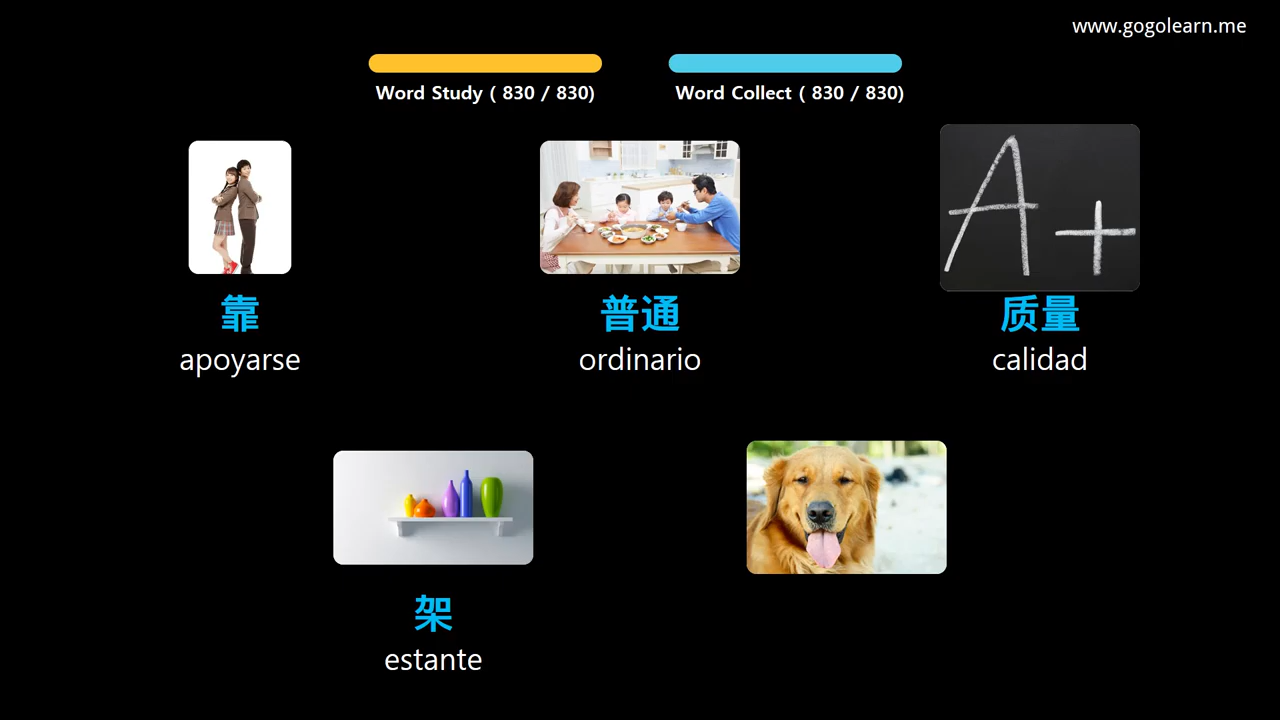 www.gogolearn.me
Word Study ( 830 / 830)
Word Collect ( 830 / 830)
A+
靠
apoyarse
普通
ordinario
质量
calidad
架
estante